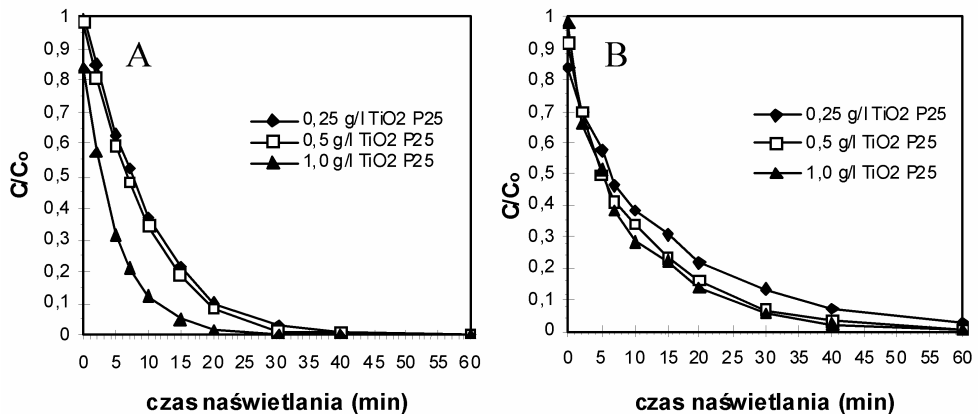 A
1
0,9
0,8
0,7
0,6
0,5
0,4
0,3
0,2
0,1
0
C/Co
0,25 g/l TiO2 P25
0,5 g/l TiO2 P25
1,0 g/l TiO2 P25
0 5 10 15 20 25 30 35 40 45 50 55 60
czas naświetlania (min)
B
1
0,9
0,8
0,7
0,6
0,5
0,4
0,3
0,2
0,1
0
C/Co
0,25 g/l TiO2 P25
0,5 g/l TiO2 P25
1,0 g/l TiO2 P25
0 5 10 15 20 25 30 35 40 45 50 55 60
czas naświetlania (min)